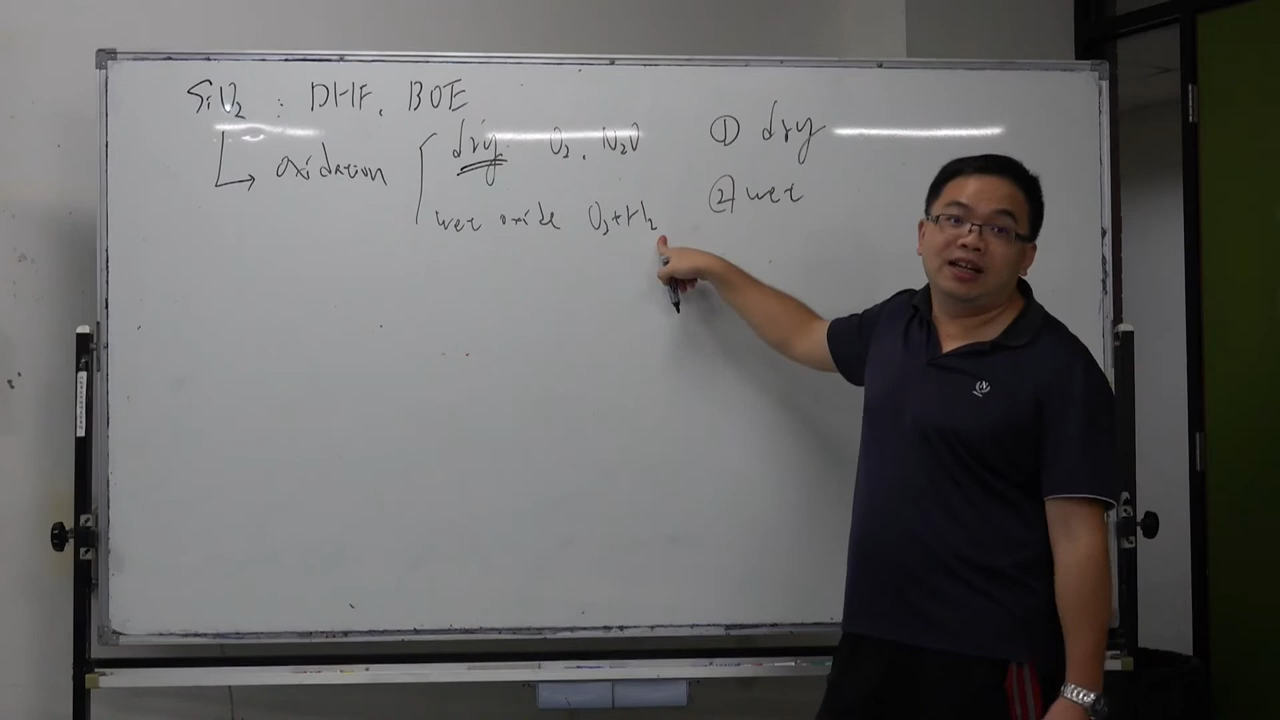 SiO2 : DHF, BOE
→ oxidation { dry O2, N2O
wet oxide O2+H2
① dry
② wet